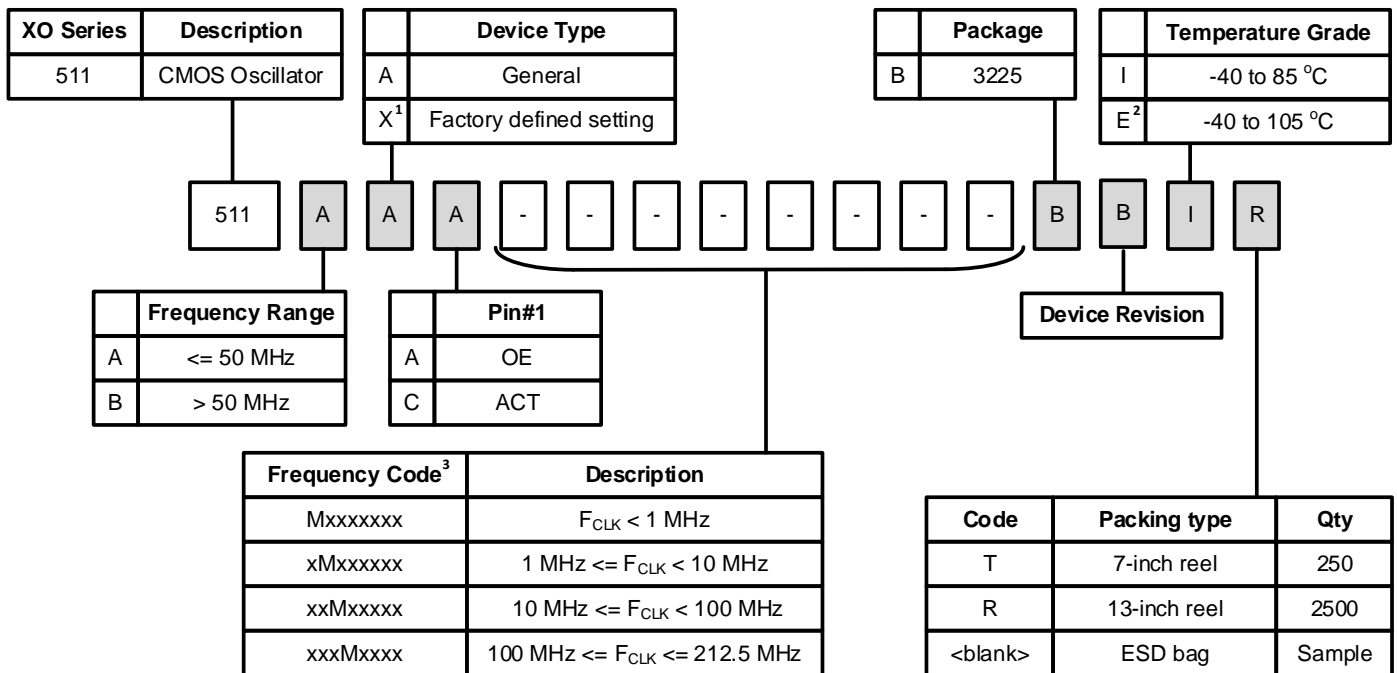 XO Series Description
511 CMOS Oscillator
Device Type
A General
X1 Factory defined setting
Package
B 3225
Temperature Grade
I -40 to 85 oC
E2 -40 to 105 oC
511 A A A - - - - - - - - B B I R
Frequency Range
A <= 50 MHz
B > 50 MHz
Pin#1
A OE
C ACT
Device Revision
Frequency Code3 Description
Mxxxxxxx FCLK < 1 MHz
xMxxxxxx 1 MHz <= FCLK < 10 MHz
xxMxxxxx 10 MHz <= FCLK < 100 MHz
xxxMxxxx 100 MHz <= FCLK <= 212.5 MHz
Code Packing type Qty
T 7-inch reel 250
R 13-inch reel 2500
<blank> ESD bag Sample